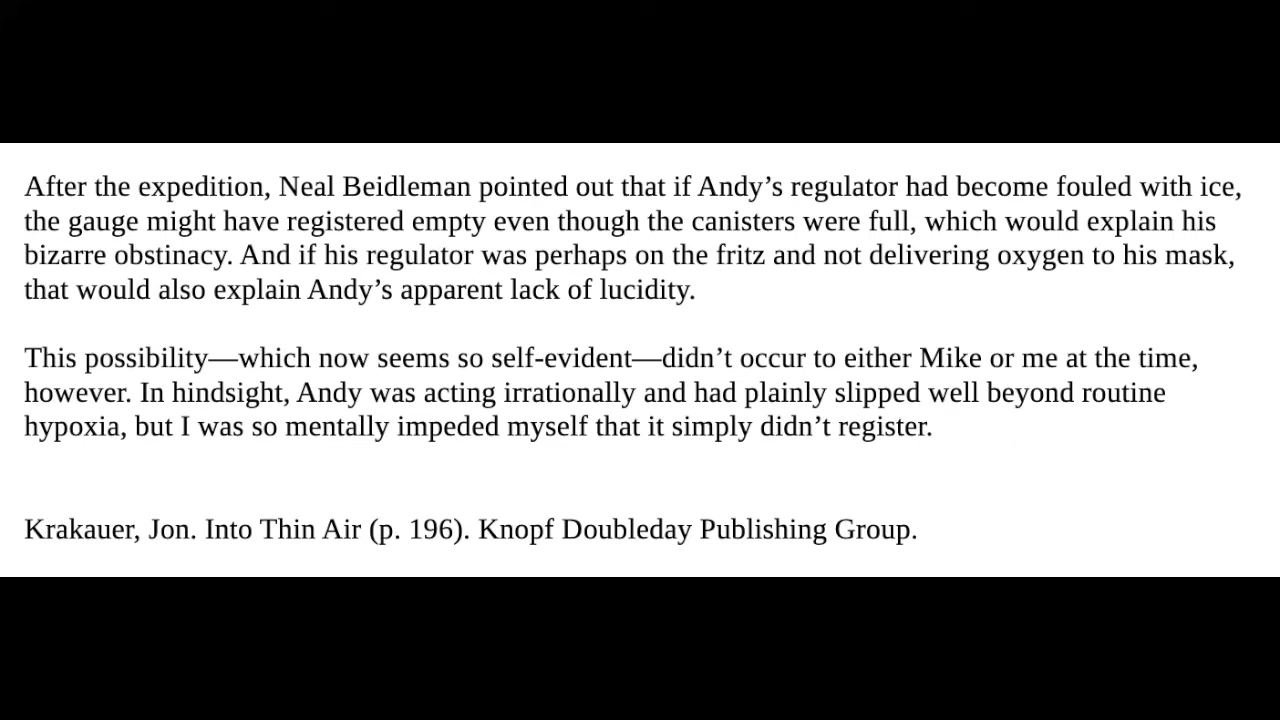 After the expedition, Neal Beidleman pointed out that if Andy’s regulator had become fouled with ice,
the gauge might have registered empty even though the canisters were full, which would explain his
bizarre obstinacy. And if his regulator was perhaps on the fritz and not delivering oxygen to his mask,
that would also explain Andy’s apparent lack of lucidity.
This possibility—which now seems so self-evident—didn’t occur to either Mike or me at the time,
however. In hindsight, Andy was acting irrationally and had plainly slipped well beyond routine
hypoxia, but I was so mentally impeded myself that it simply didn’t register.
Krakauer, Jon. Into Thin Air (p. 196). Knopf Doubleday Publishing Group.